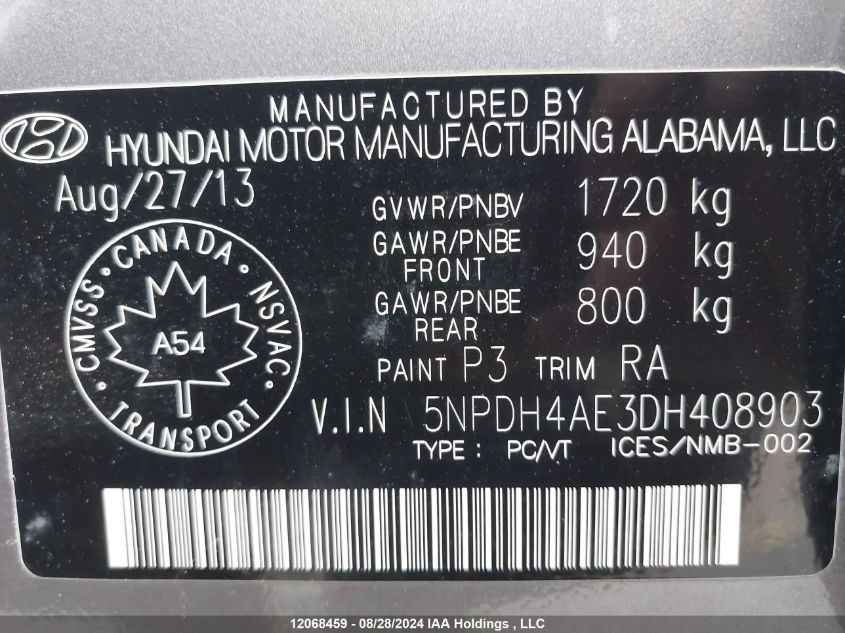 MANUFACTURED BY
HYUNDAI MOTOR MANUFACTURING ALABAMA, LLC
Aug/27/13
GVWR/PNBV 1720 kg
GAWR/PNBE FRONT 940 kg
GAWR/PNBE REAR 800 kg
PAINT P3 TRIM RA
V.I.N 5NPDH4AE3DH408903
TYPE : PC/VT ICES/NMB-002
CANADA
CMVSS NSVAC
A54
TRANSPORT
12068459 - 08/28/2024 IAA Holdings , LLC